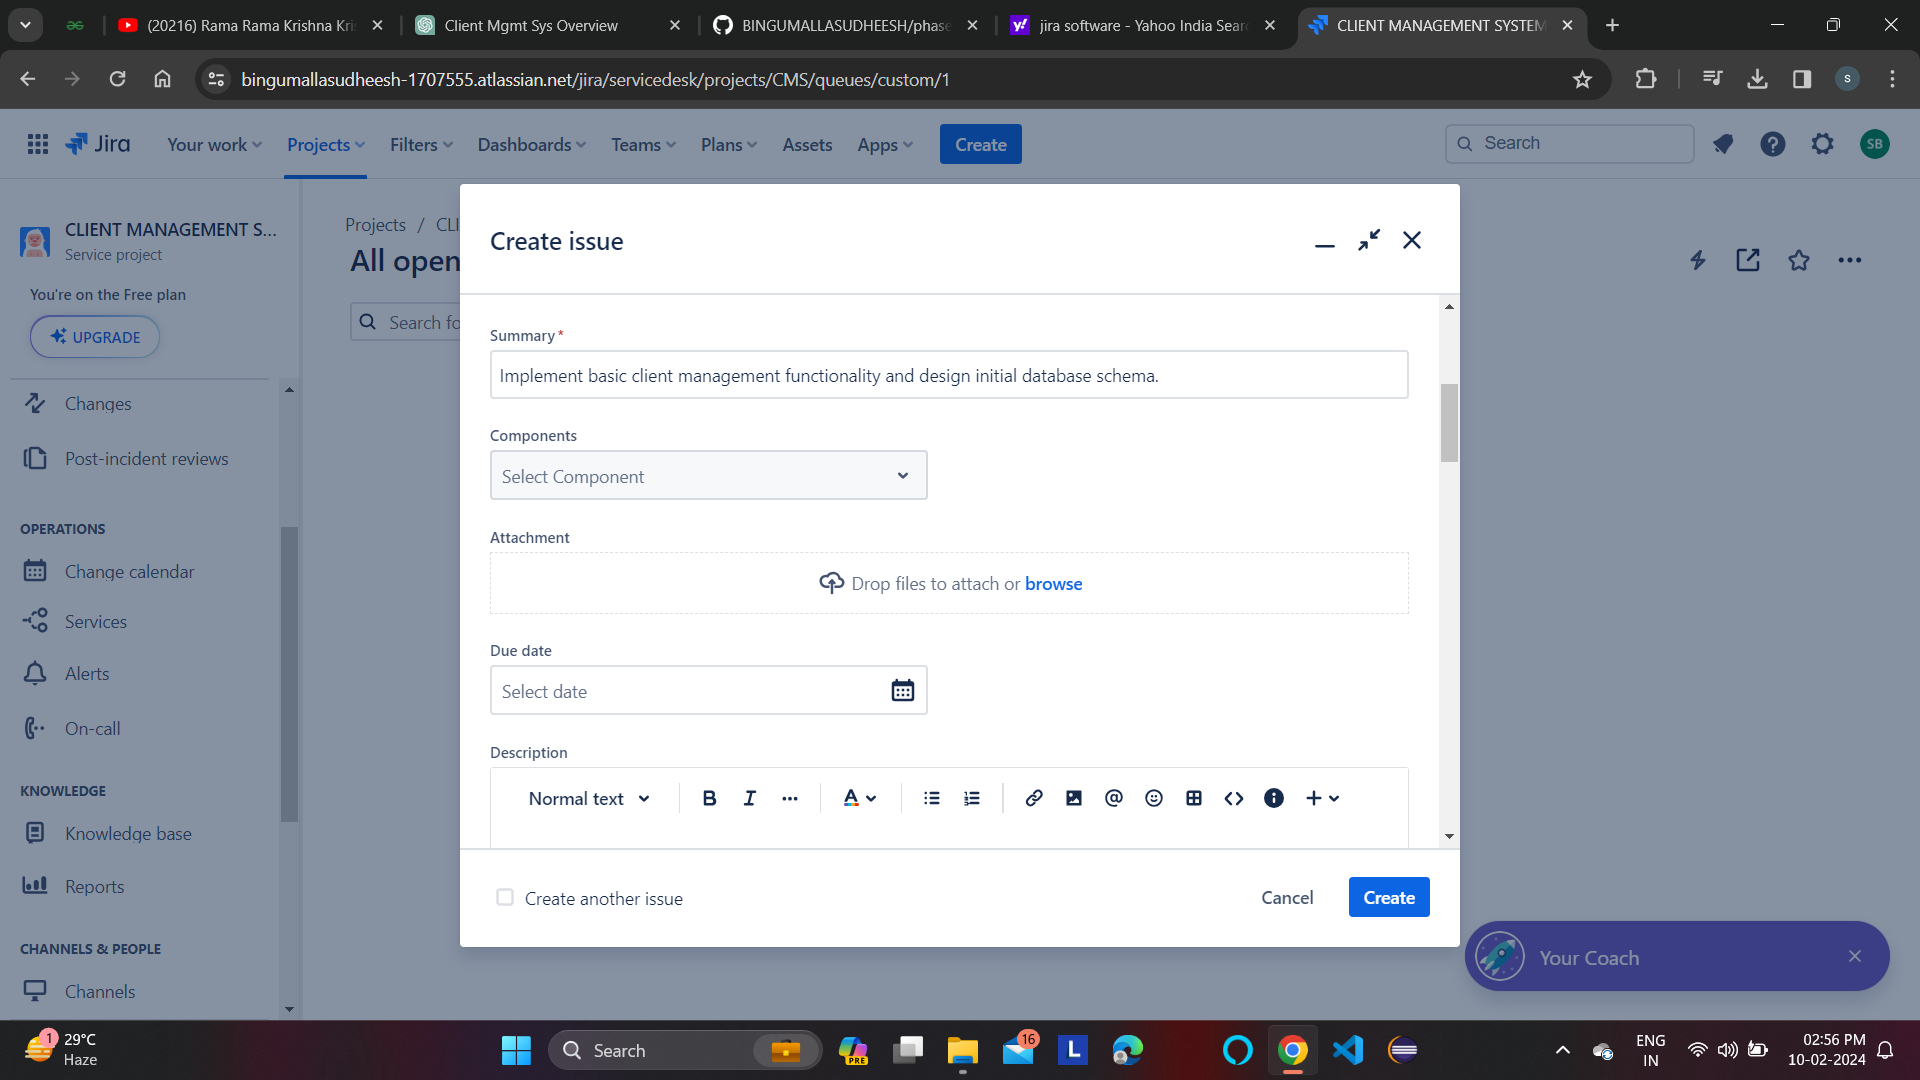 (20216) Rama Rama Krishna Kri
Client Mgmt Sys Overview
BINGUMALLASUDHEESH/phase
jira software - Yahoo India Sear
CLIENT MANAGEMENT SYSTEM
bingumallasudheesh-1707555.atlassian.net/jira/servicedesk/projects/CMS/queues/custom/1
S
Jira
Your work
Projects
Filters
Dashboards
Teams
Plans
Assets
Apps
Create
Search
SB
CLIENT MANAGEMENT S...
Service project
You're on the Free plan
UPGRADE
Changes
Post-incident reviews
OPERATIONS
Change calendar
Services
Alerts
On-call
KNOWLEDGE
Knowledge base
Reports
CHANNELS & PEOPLE
Channels
Projects / CLI
All open
Search fo
Create issue
Summary*
Implement basic client management functionality and design initial database schema.
Components
Select Component
Attachment
Drop files to attach or browse
Due date
Select date
Description
Normal text
B I ... A
Create another issue
Cancel
Create
Your Coach
1
29°C
Haze
Search
PRE
16
L
ENG
IN
02:56 PM
10-02-2024